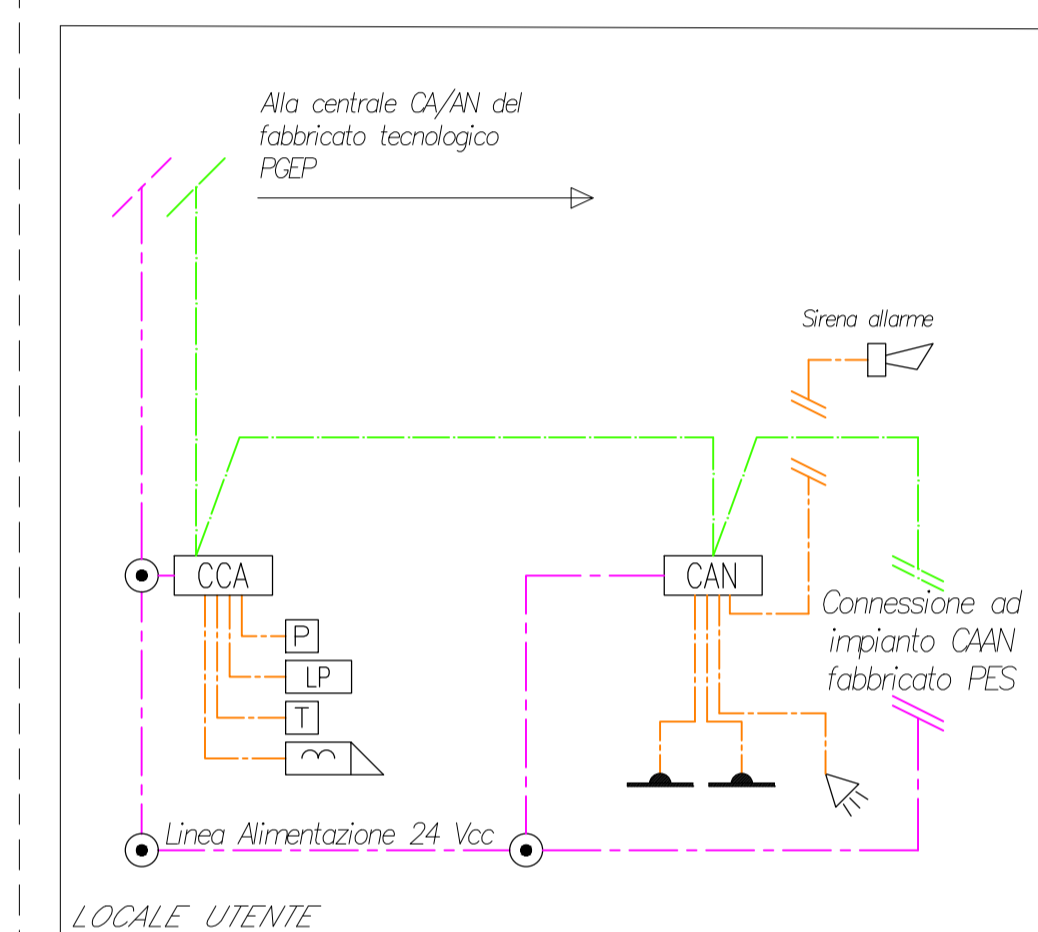 Alla centrale CA/AN del
fabbricato tecnologico
PGEP
Sirena allarme
CCA
CAN
P
LP
T
Connessione ad
impianto CAAN
fabbricato PES
Linea Alimentazione 24 Vcc
LOCALE UTENTE